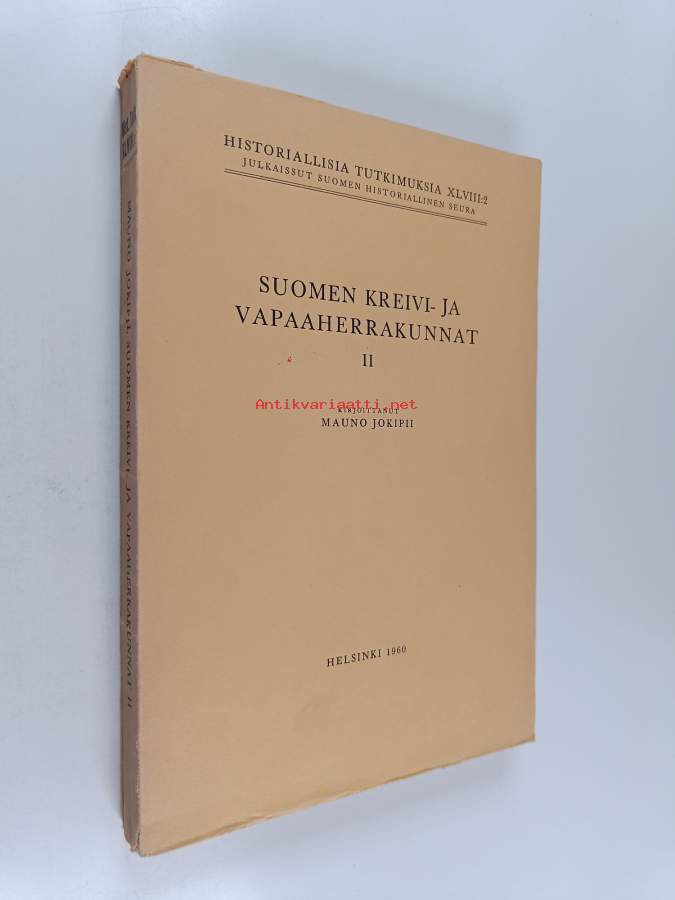 HISTORIALLISIA TUTKIMUKSIA XLVIII:2
JULKAISSUT SUOMEN HISTORIALLINEN SEURA
SUOMEN KREIVI- JA
VAPAAHERRAKUNNAT
II
Antikvariaatti.net
KIRJOITTANUT
MAUNO JOKIPII
HELSINKI 1960
MAUNO JOKIPII: SUOMEN KREIVI- JA VAPAAHERRAKUNNAT II